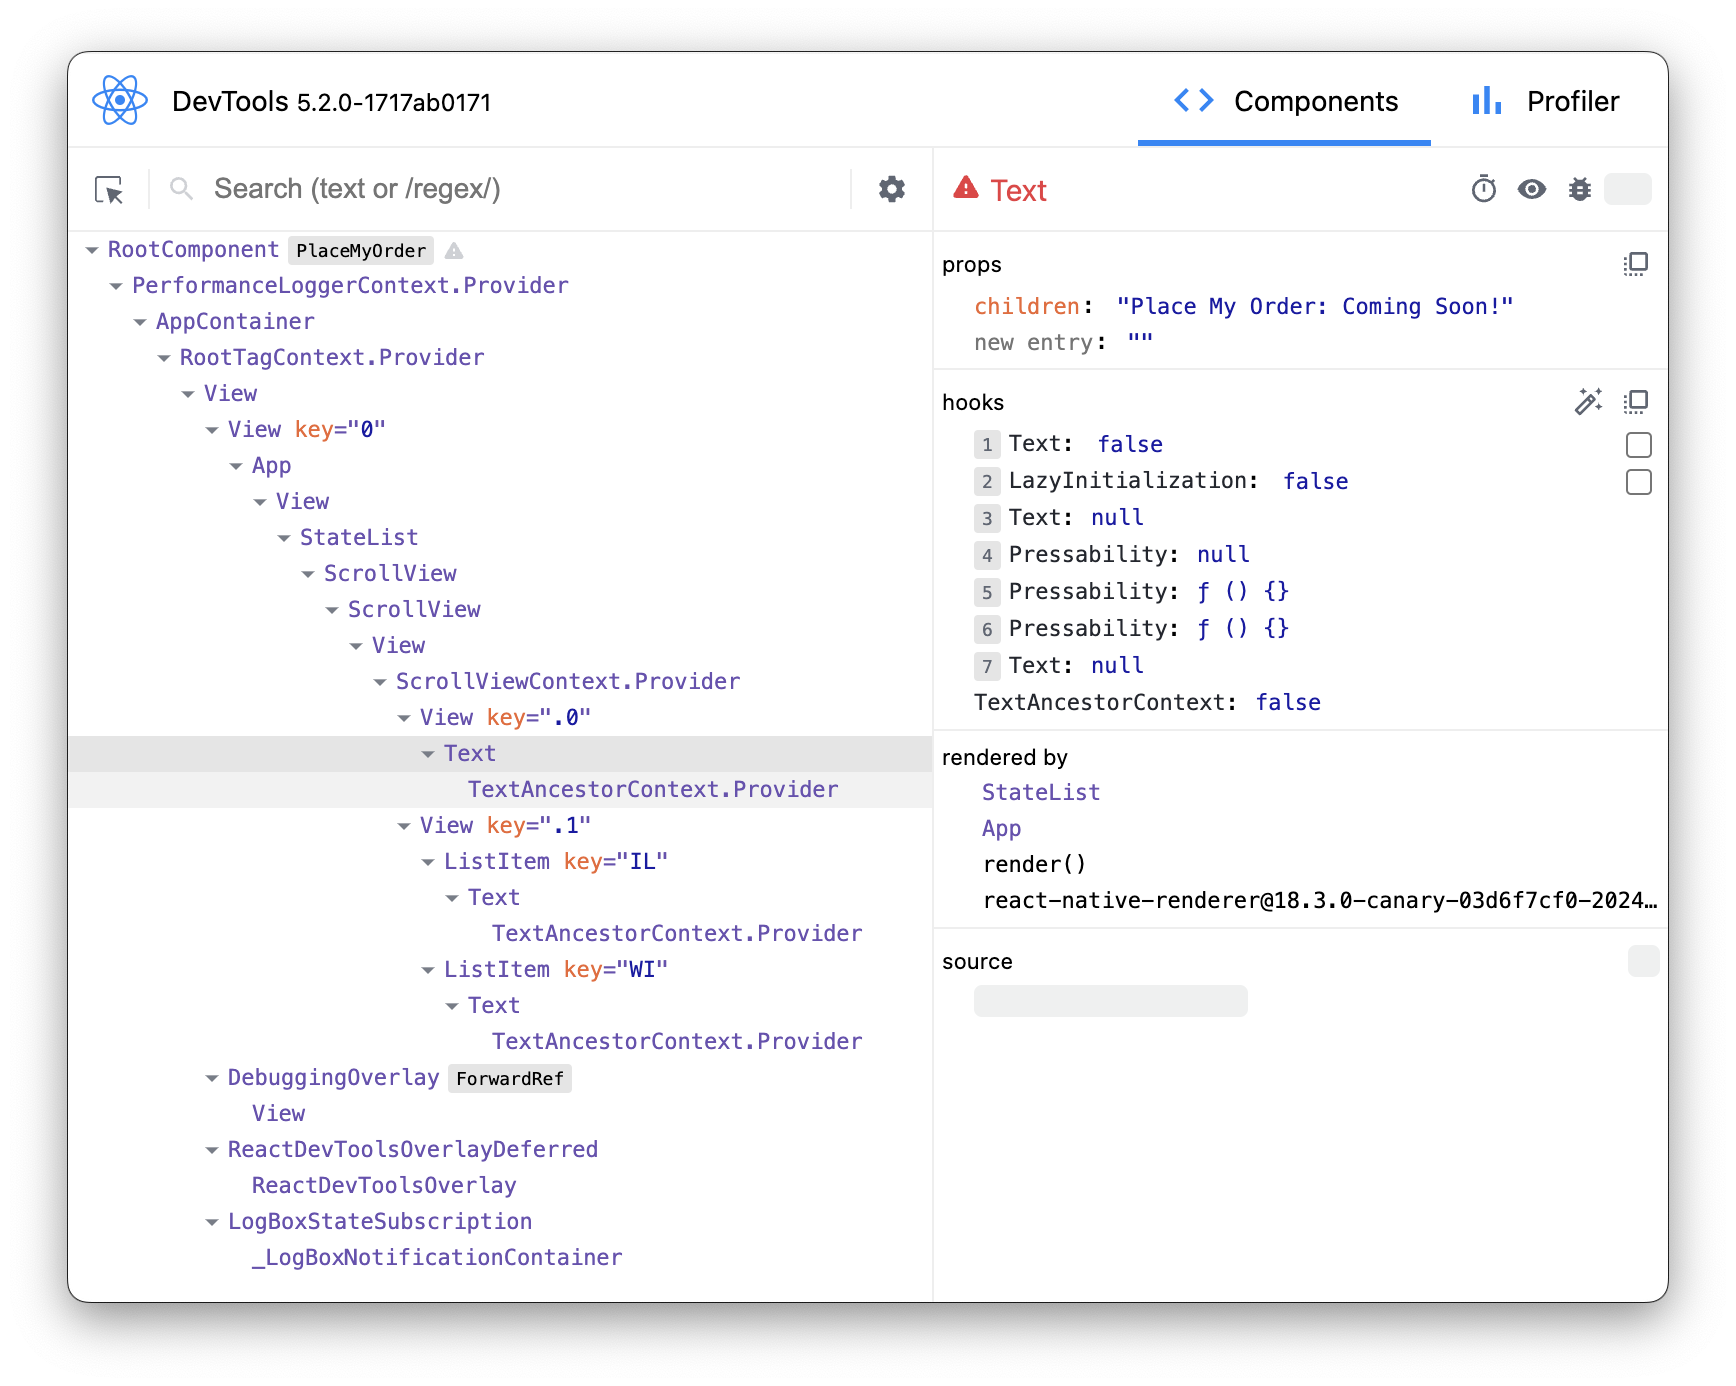 DevTools 5.2.0-1717ab0171
Components
Profiler
Search (text or /regex/)
RootComponent PlaceMyOrder
PerformanceLoggerContext.Provider
AppContainer
RootTagContext.Provider
View
View key="0"
App
View
StateList
ScrollView
ScrollView
View
ScrollViewContext.Provider
View key=".0"
Text
TextAncestorContext.Provider
View key=".1"
ListItem key="IL"
Text
TextAncestorContext.Provider
ListItem key="WI"
Text
TextAncestorContext.Provider
DebuggingOverlay ForwardRef
View
ReactDevToolsOverlayDeferred
ReactDevToolsOverlay
LogBoxStateSubscription
_LogBoxNotificationContainer
Text
props
children: "Place My Order: Coming Soon!"
new entry: ""
hooks
1 Text: false
2 LazyInitialization: false
3 Text: null
4 Pressability: null
5 Pressability: ƒ () {}
6 Pressability: ƒ () {}
7 Text: null
TextAncestorContext: false
rendered by
StateList
App
render()
react-native-renderer@18.3.0-canary-03d6f7cf0-2024…
source